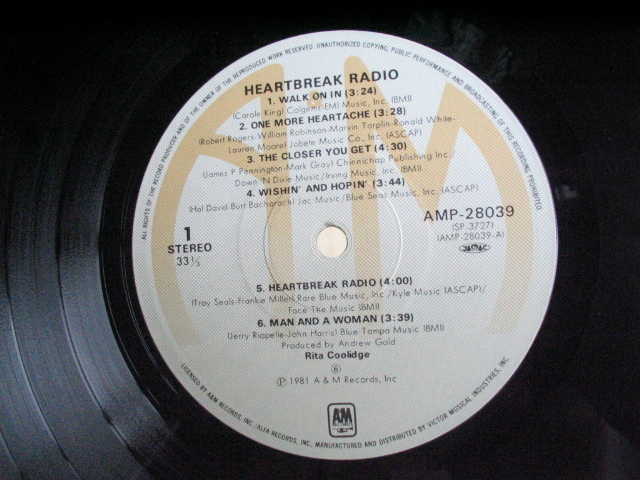 ALL RIGHTS OF THE RECORD PRODUCER AND OF THE OWNER OF THE REPRODUCED WORK RESERVED. UNAUTHORIZED COPYING, PUBLIC PERFORMANCE AND BROADCASTING OF THIS RECORDING PROHIBITED
HEARTBREAK RADIO
1. WALK ON IN (3:24)
(Carole King) Colgems-EMI Music, Inc. (BMI)
2. ONE MORE HEARTACHE (3:28)
(Robert Rogers-William Robinson-Marvin Tarplin-Ronald White-
Lauren Moore) Jobete Music Co., Inc. (ASCAP)
3. THE CLOSER YOU GET (4:30)
(James P. Pennington-Mark Gray) Chinnichap Publishing Inc./
Down 'N Dixie Music/Irving Music, Inc. (BMI)
4. WISHIN' AND HOPIN' (3:44)
(Hal David-Burt Bacharach) Jac Music/Blue Seas Music, Inc. (ASCAP)
1
STEREO
33 1/3
AMP-28039
(SP-3727)
(AMP-28039-A)
JASRAC
5. HEARTBREAK RADIO (4:00)
(Troy Seals-Frankie Miller) Rare Blue Music, Inc./Kyle Music (ASCAP)/
Face The Music (BMI)
6. MAN AND A WOMAN (3:39)
(Jerry Riopelle-John Harris) Blue Tampa Music (BMI)
Produced by Andrew Gold
Rita Coolidge
6
Ⓟ 1981 A & M Records, Inc
A&M
RECORDS
LICENSED BY A&M RECORDS, INC./ALFA RECORDS, INC., MANUFACTURED AND DISTRIBUTED BY VICTOR MUSICAL INDUSTRIES, INC.